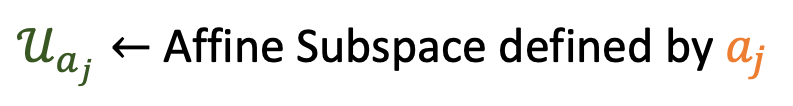 𝒰_{a_j} ← Affine Subspace defined by a_j